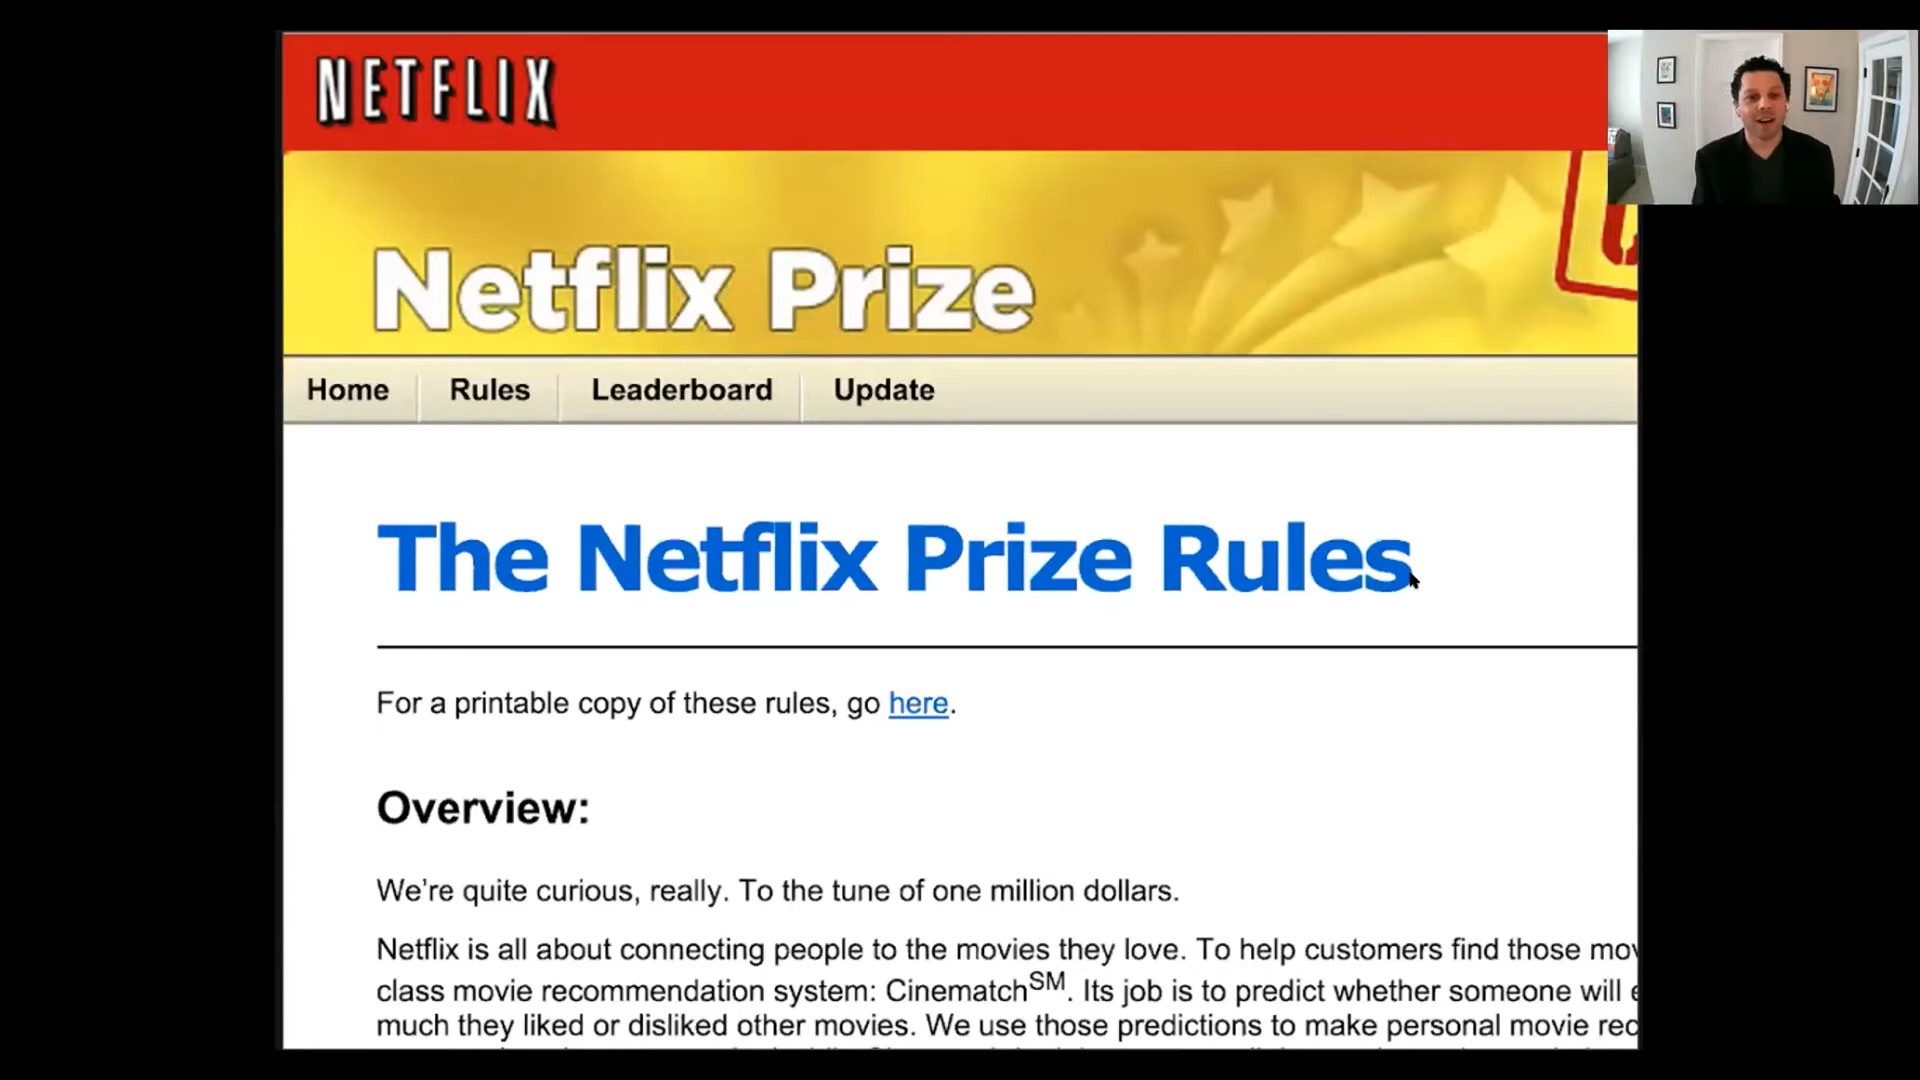 NETFLIX
Netflix Prize
Home Rules Leaderboard Update
The Netflix Prize Rules
For a printable copy of these rules, go here.
Overview:
We're quite curious, really. To the tune of one million dollars.
Netflix is all about connecting people to the movies they love. To help customers find those
class movie recommendation system: Cinematch℠. Its job is to predict whether someone will
much they liked or disliked other movies. We use those predictions to make personal movie